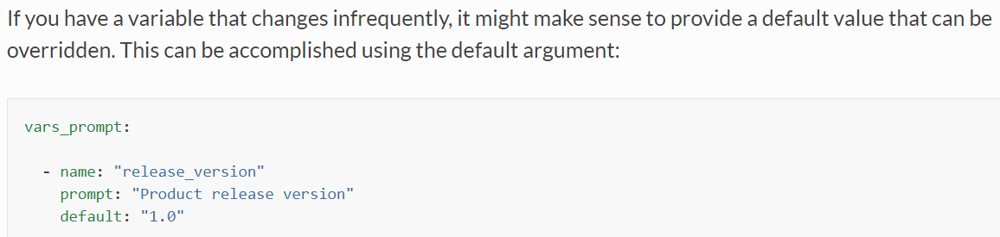 If you have a variable that changes infrequently, it might make sense to provide a default value that can be
overridden. This can be accomplished using the default argument:
vars_prompt:
- name: "release_version"
prompt: "Product release version"
default: "1.0"